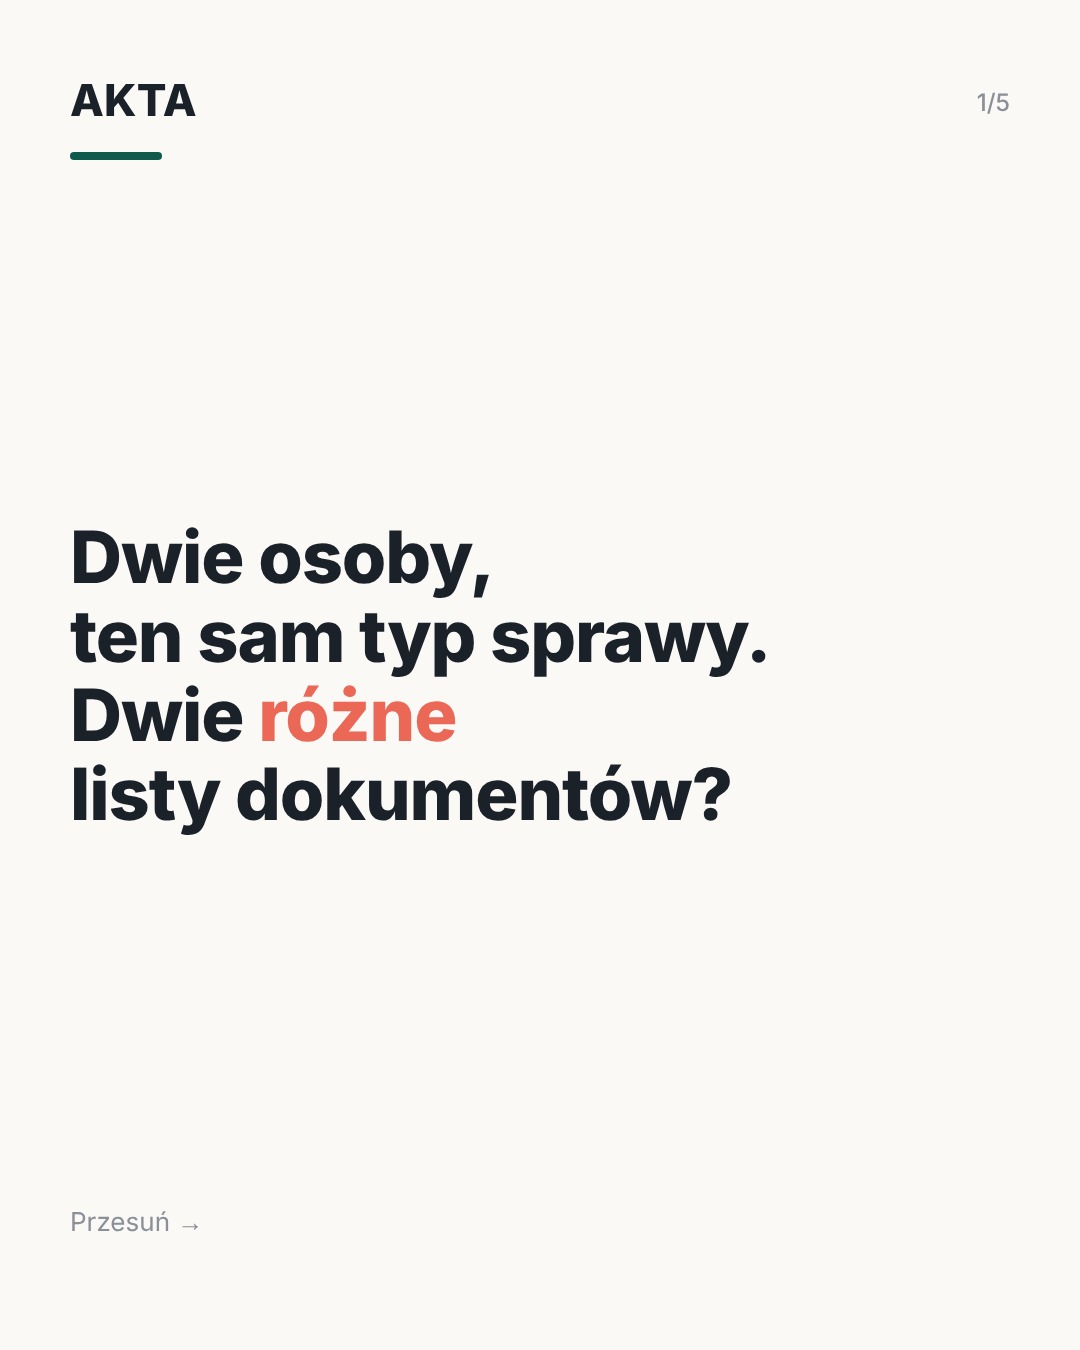 AKTA
1/5
Dwie osoby,
ten sam typ sprawy.
Dwie różne
listy dokumentów?
Przesuń →